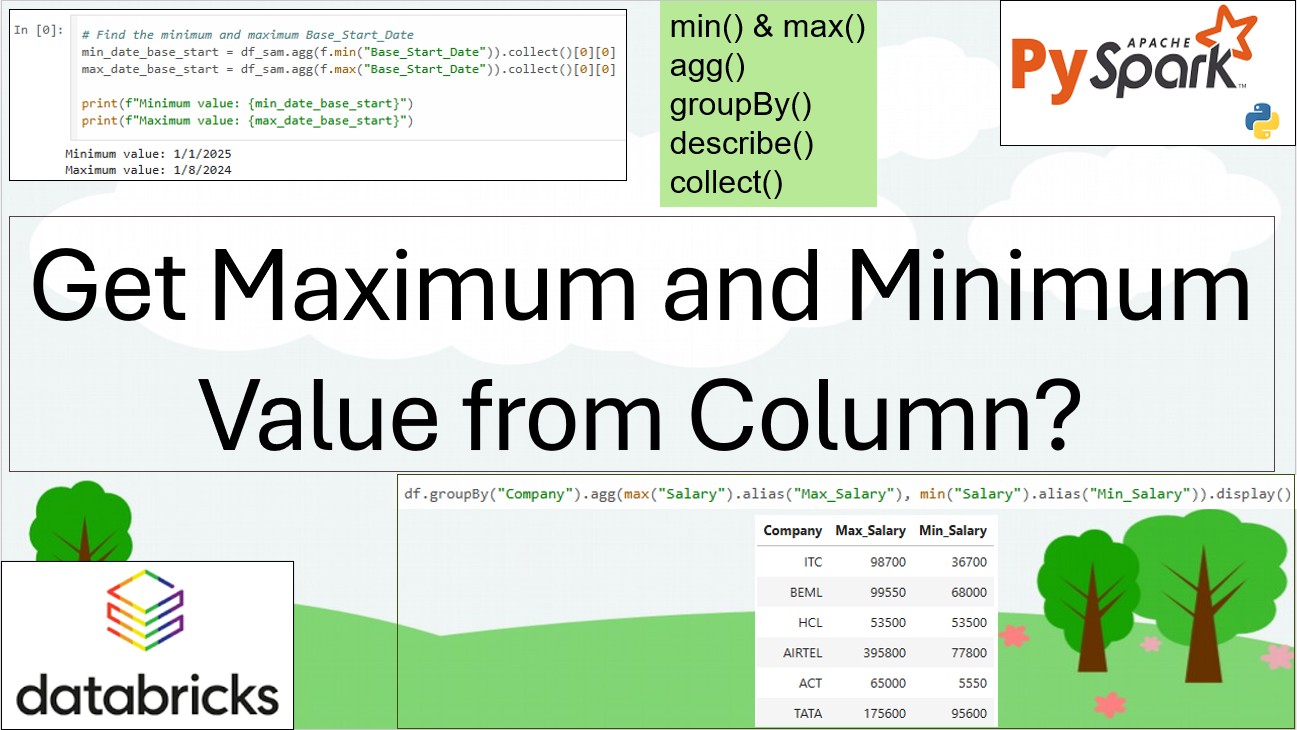 In [0]:
# Find the minimum and maximum Base_Start_Date
min_date_base_start = df_sam.agg(f.min("Base_Start_Date")).collect()[0][0]
max_date_base_start = df_sam.agg(f.max("Base_Start_Date")).collect()[0][0]
print(f"Minimum value: {min_date_base_start}")
print(f"Maximum value: {max_date_base_start}")
Minimum value: 1/1/2025
Maximum value: 1/8/2024
min() & max()
agg()
groupBy()
describe()
collect()
APACHE
PySpark™
Get Maximum and Minimum
Value from Column?
df.groupBy("Company").agg(max("Salary").alias("Max_Salary"), min("Salary").alias("Min_Salary")).display()
Company Max_Salary Min_Salary
ITC 98700 36700
BEML 99550 68000
HCL 53500 53500
AIRTEL 395800 77800
ACT 65000 5550
TATA 175600 95600
databricks